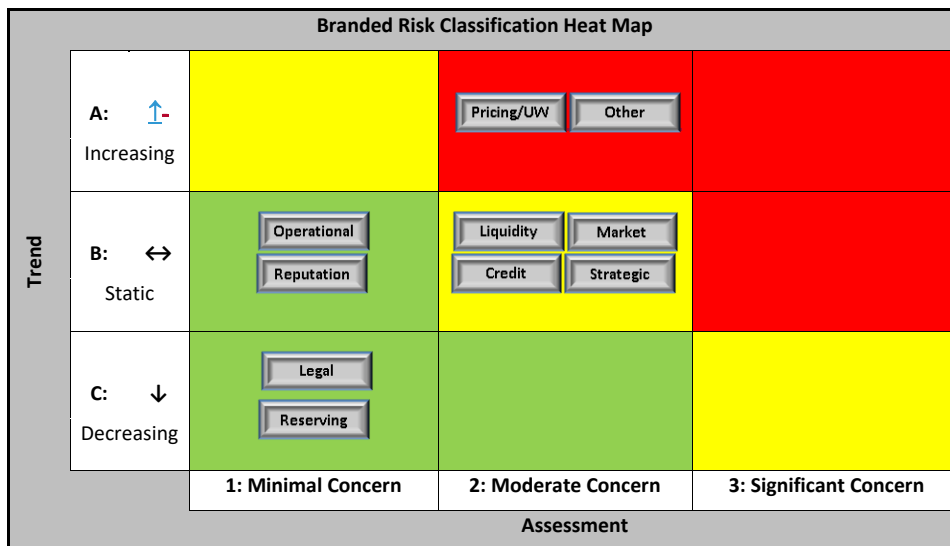 Branded Risk Classification Heat Map
Trend
A: ↑-
Increasing
Pricing/UW Other
B: ↔
Static
Operational
Reputation
Liquidity Market
Credit Strategic
C: ↓
Decreasing
Legal
Reserving
1: Minimal Concern 2: Moderate Concern 3: Significant Concern
Assessment